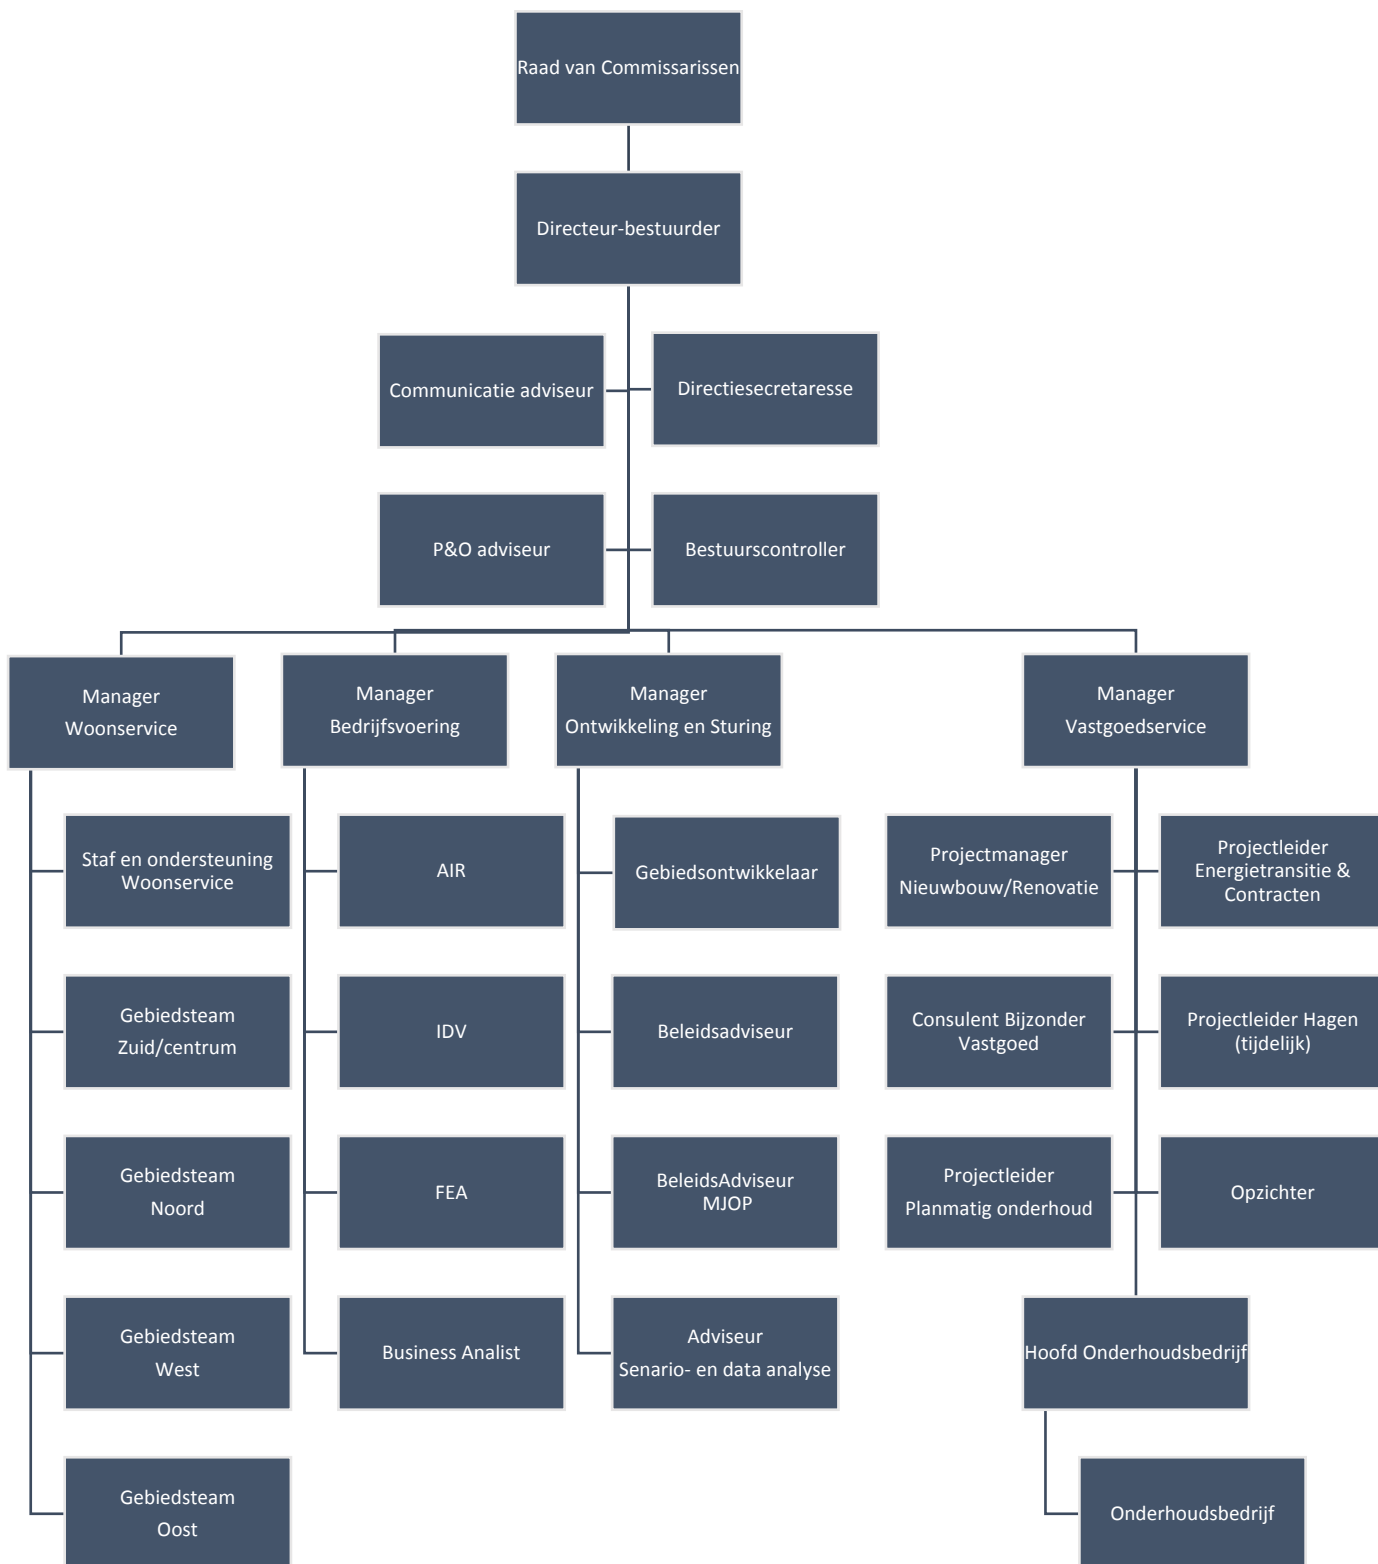 Raad van Commissarissen
Directeur-bestuurder
Communicatie adviseur
Directiesecretaresse
P&O adviseur
Bestuurscontroller
Manager
Woonservice
Manager
Bedrijfsvoering
Manager
Ontwikkeling en Sturing
Manager
Vastgoedservice
Staf en ondersteuning
Woonservice
Gebiedsteam
Zuid/centrum
Gebiedsteam
Noord
Gebiedsteam
West
Gebiedsteam
Oost
AIR
IDV
FEA
Business Analist
Gebiedsontwikkelaar
Beleidsadviseur
BeleidsAdviseur
MJOP
Adviseur
Senario- en data analyse
Projectmanager
Nieuwbouw/Renovatie
Projectleider
Energietransitie &
Contracten
Consulent Bijzonder
Vastgoed
Projectleider Hagen
(tijdelijk)
Projectleider
Planmatig onderhoud
Opzichter
Hoofd Onderhoudsbedrijf
Onderhoudsbedrijf